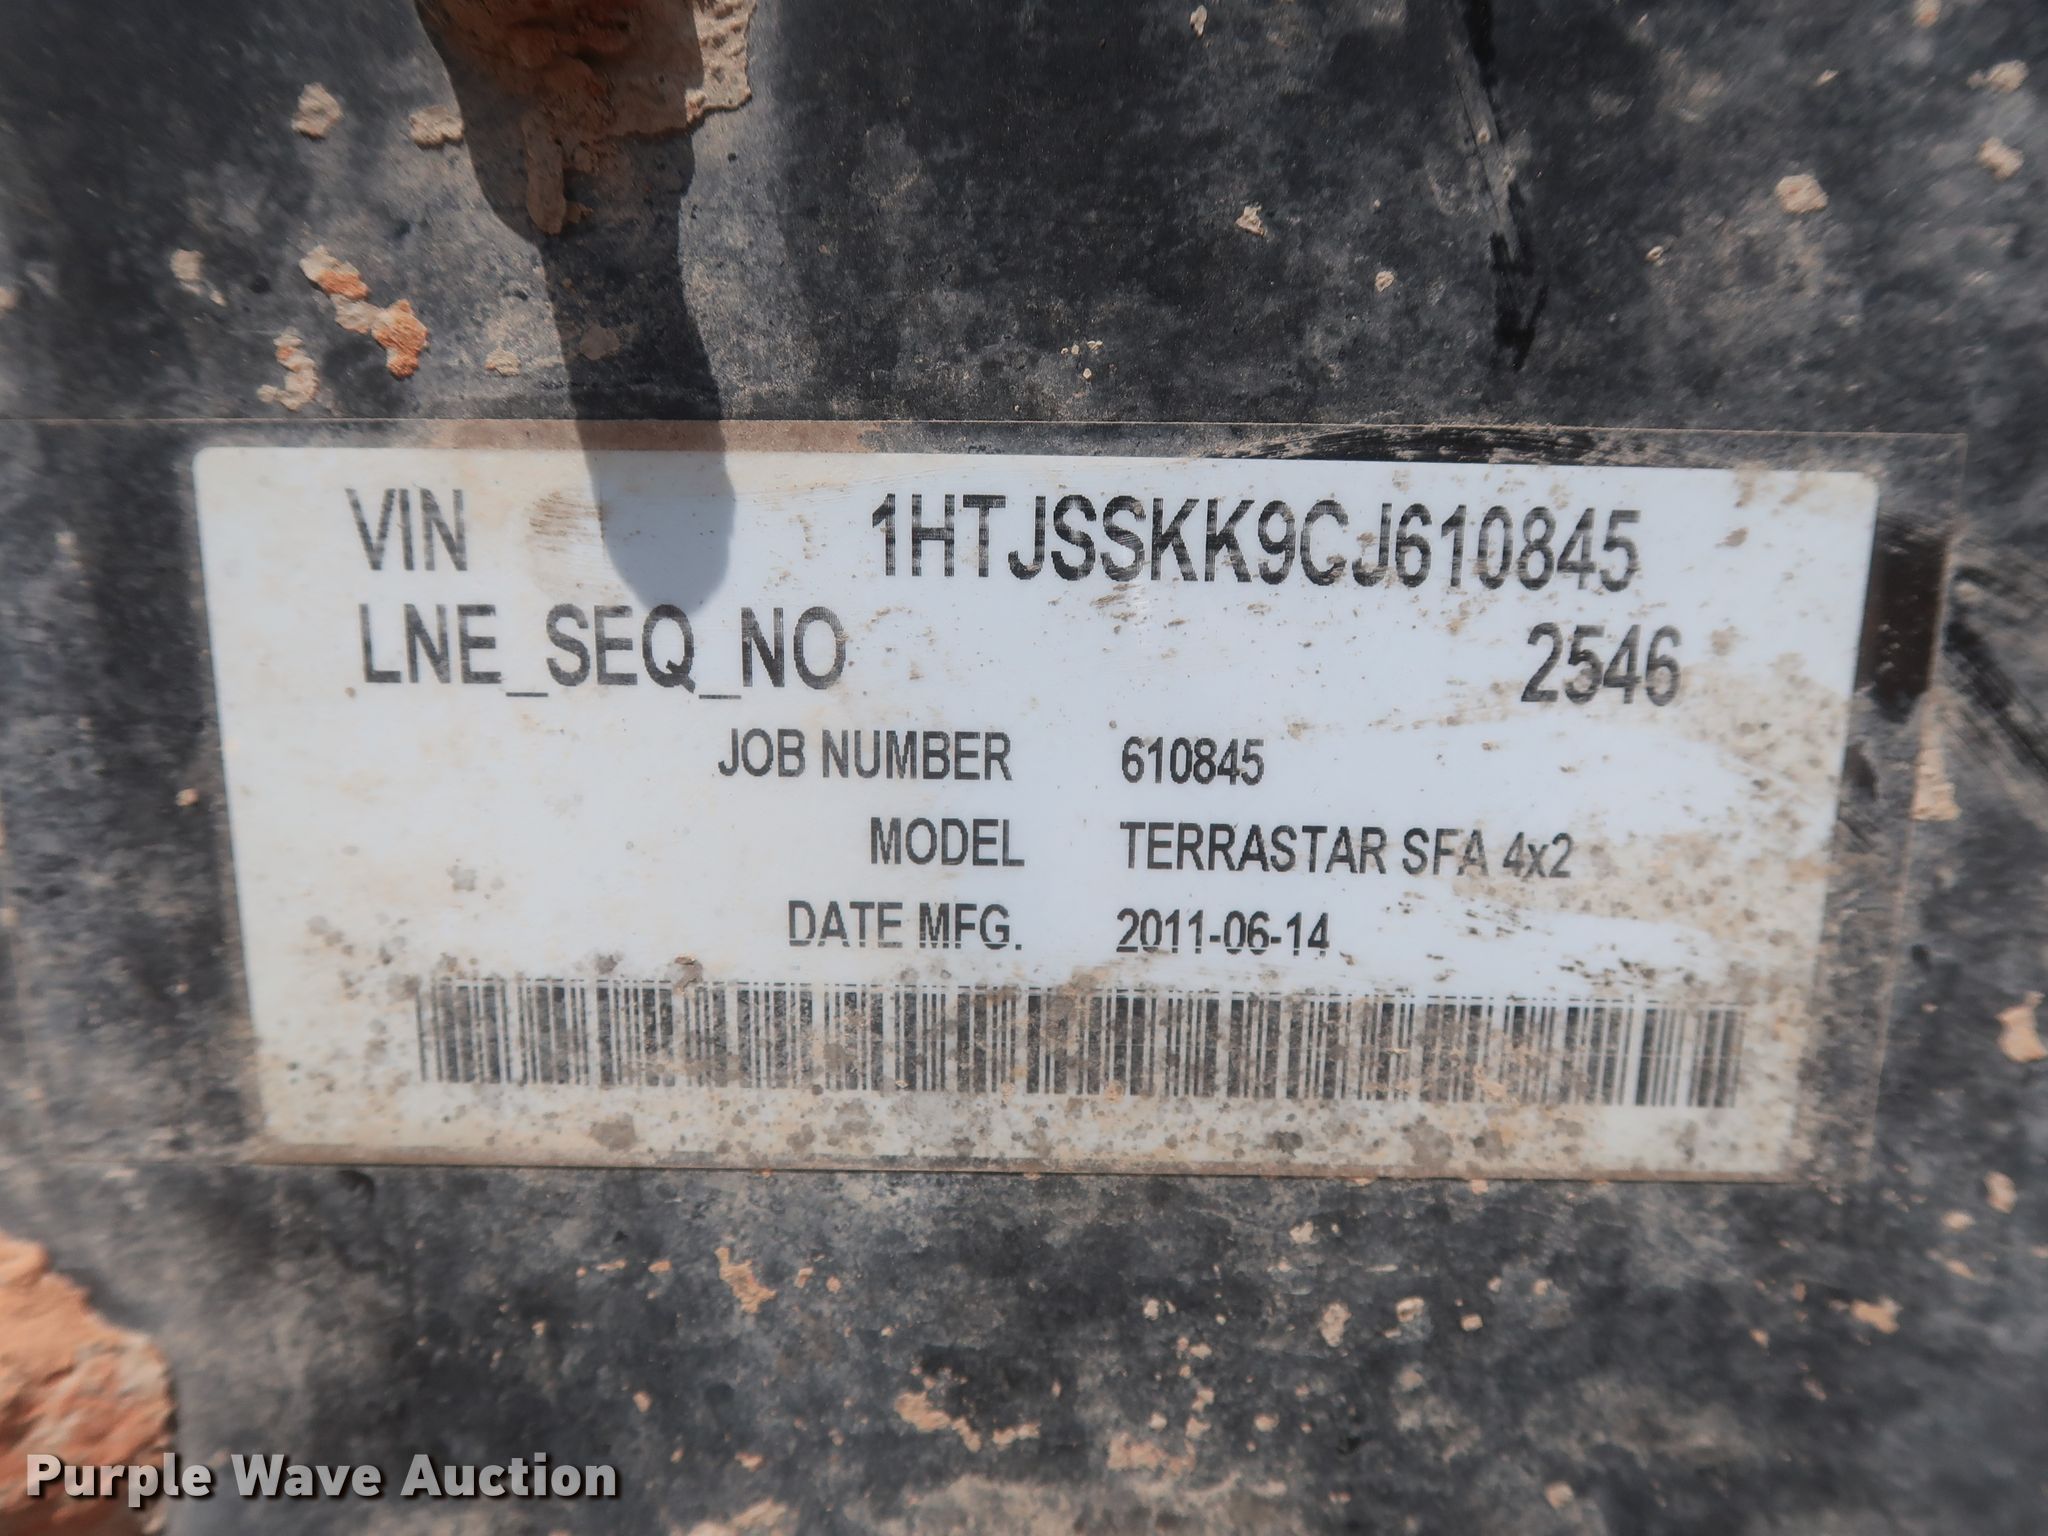 VIN 1HTJSSKK9CJ610845
LNE_SEQ_NO 2546
JOB NUMBER 610845
MODEL TERRASTAR SFA 4x2
DATE MFG. 2011-06-14
Purple Wave Auction